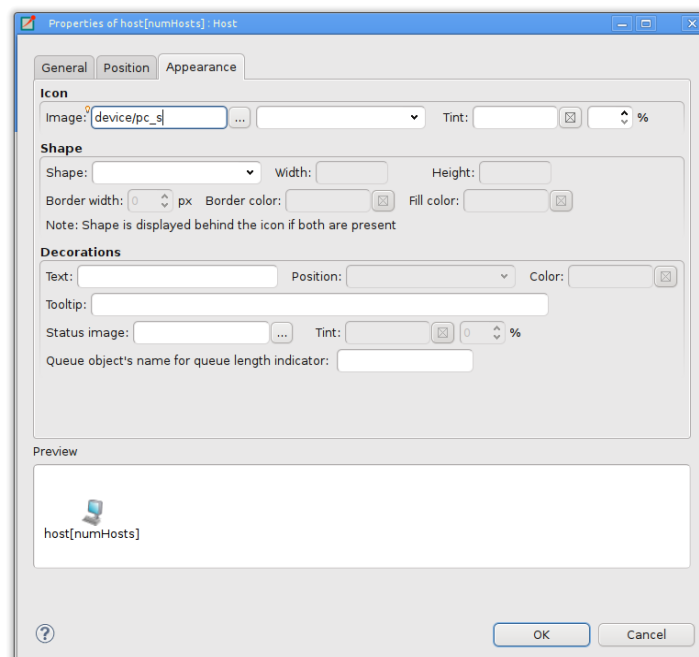 Properties of host[numHosts] : Host
General Position Appearance
Icon
Image: device/pc_s ... Tint: %
Shape
Shape: Width: Height:
Border width: 0 px Border color: Fill color:
Note: Shape is displayed behind the icon if both are present
Decorations
Text: Position: Color:
Tooltip:
Status image: ... Tint: 0 %
Queue object's name for queue length indicator:
Preview
host[numHosts]
? OK Cancel